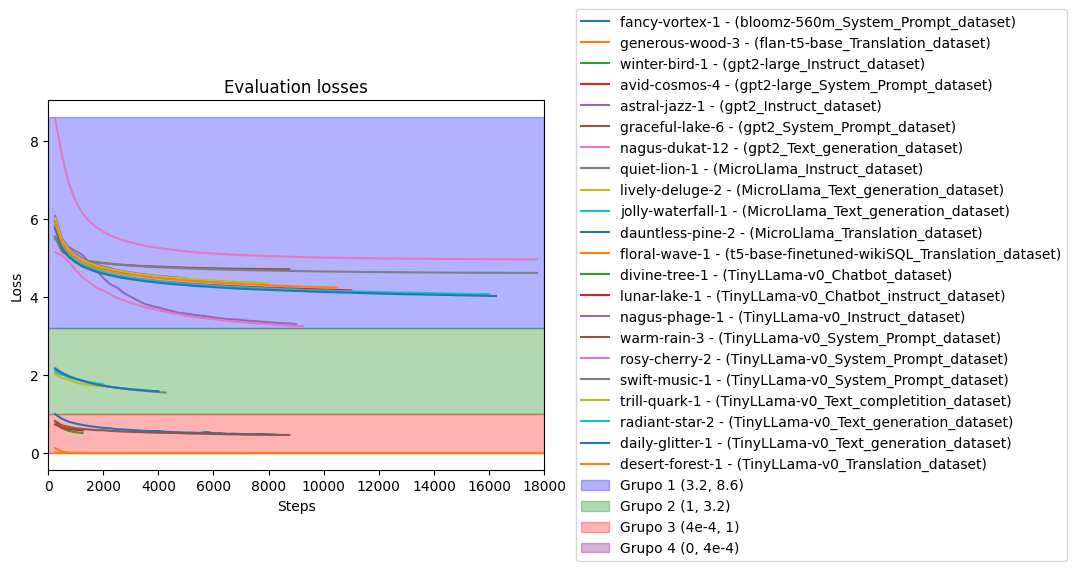 Evaluation losses
Loss
8
6
4
2
0
0
2000
4000
6000
8000
10000
12000
14000
16000
18000
Steps
fancy-vortex-1 - (bloomz-560m_System_Prompt_dataset)
generous-wood-3 - (flan-t5-base_Translation_dataset)
winter-bird-1 - (gpt2-large_Instruct_dataset)
avid-cosmos-4 - (gpt2-large_System_Prompt_dataset)
astral-jazz-1 - (gpt2_Instruct_dataset)
graceful-lake-6 - (gpt2_System_Prompt_dataset)
nagus-dukat-12 - (gpt2_Text_generation_dataset)
quiet-lion-1 - (MicroLlama_Instruct_dataset)
lively-deluge-2 - (MicroLlama_Text_generation_dataset)
jolly-waterfall-1 - (MicroLlama_Text_generation_dataset)
dauntless-pine-2 - (MicroLlama_Translation_dataset)
floral-wave-1 - (t5-base-finetuned-wikiSQL_Translation_dataset)
divine-tree-1 - (TinyLLama-v0_Chatbot_dataset)
lunar-lake-1 - (TinyLLama-v0_Chatbot_instruct_dataset)
nagus-phage-1 - (TinyLLama-v0_Instruct_dataset)
warm-rain-3 - (TinyLLama-v0_System_Prompt_dataset)
rosy-cherry-2 - (TinyLLama-v0_System_Prompt_dataset)
swift-music-1 - (TinyLLama-v0_System_Prompt_dataset)
trill-quark-1 - (TinyLLama-v0_Text_completition_dataset)
radiant-star-2 - (TinyLLama-v0_Text_generation_dataset)
daily-glitter-1 - (TinyLLama-v0_Text_generation_dataset)
desert-forest-1 - (TinyLLama-v0_Translation_dataset)
Grupo 1 (3.2, 8.6)
Grupo 2 (1, 3.2)
Grupo 3 (4e-4, 1)
Grupo 4 (0, 4e-4)